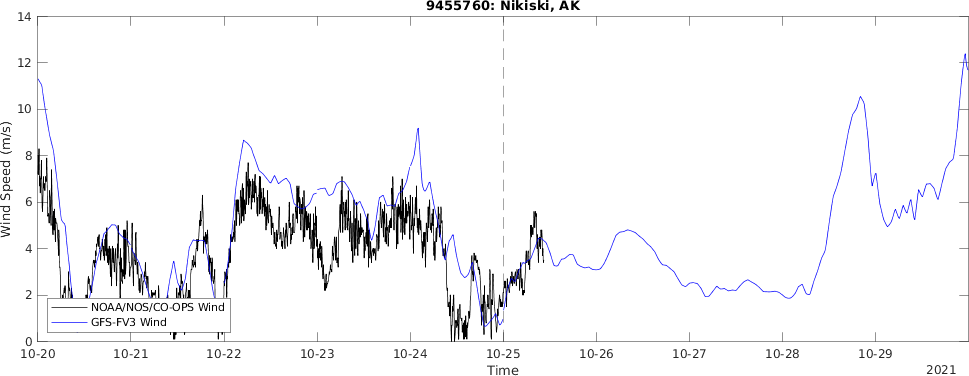 9455760: Nikiski, AK
Wind Speed (m/s)
14
12
10
8
6
4
2
0
NOAA/NOS/CO-OPS Wind
GFS-FV3 Wind
10-20 10-21 10-22 10-23 10-24 10-25 10-26 10-27 10-28 10-29
Time
2021